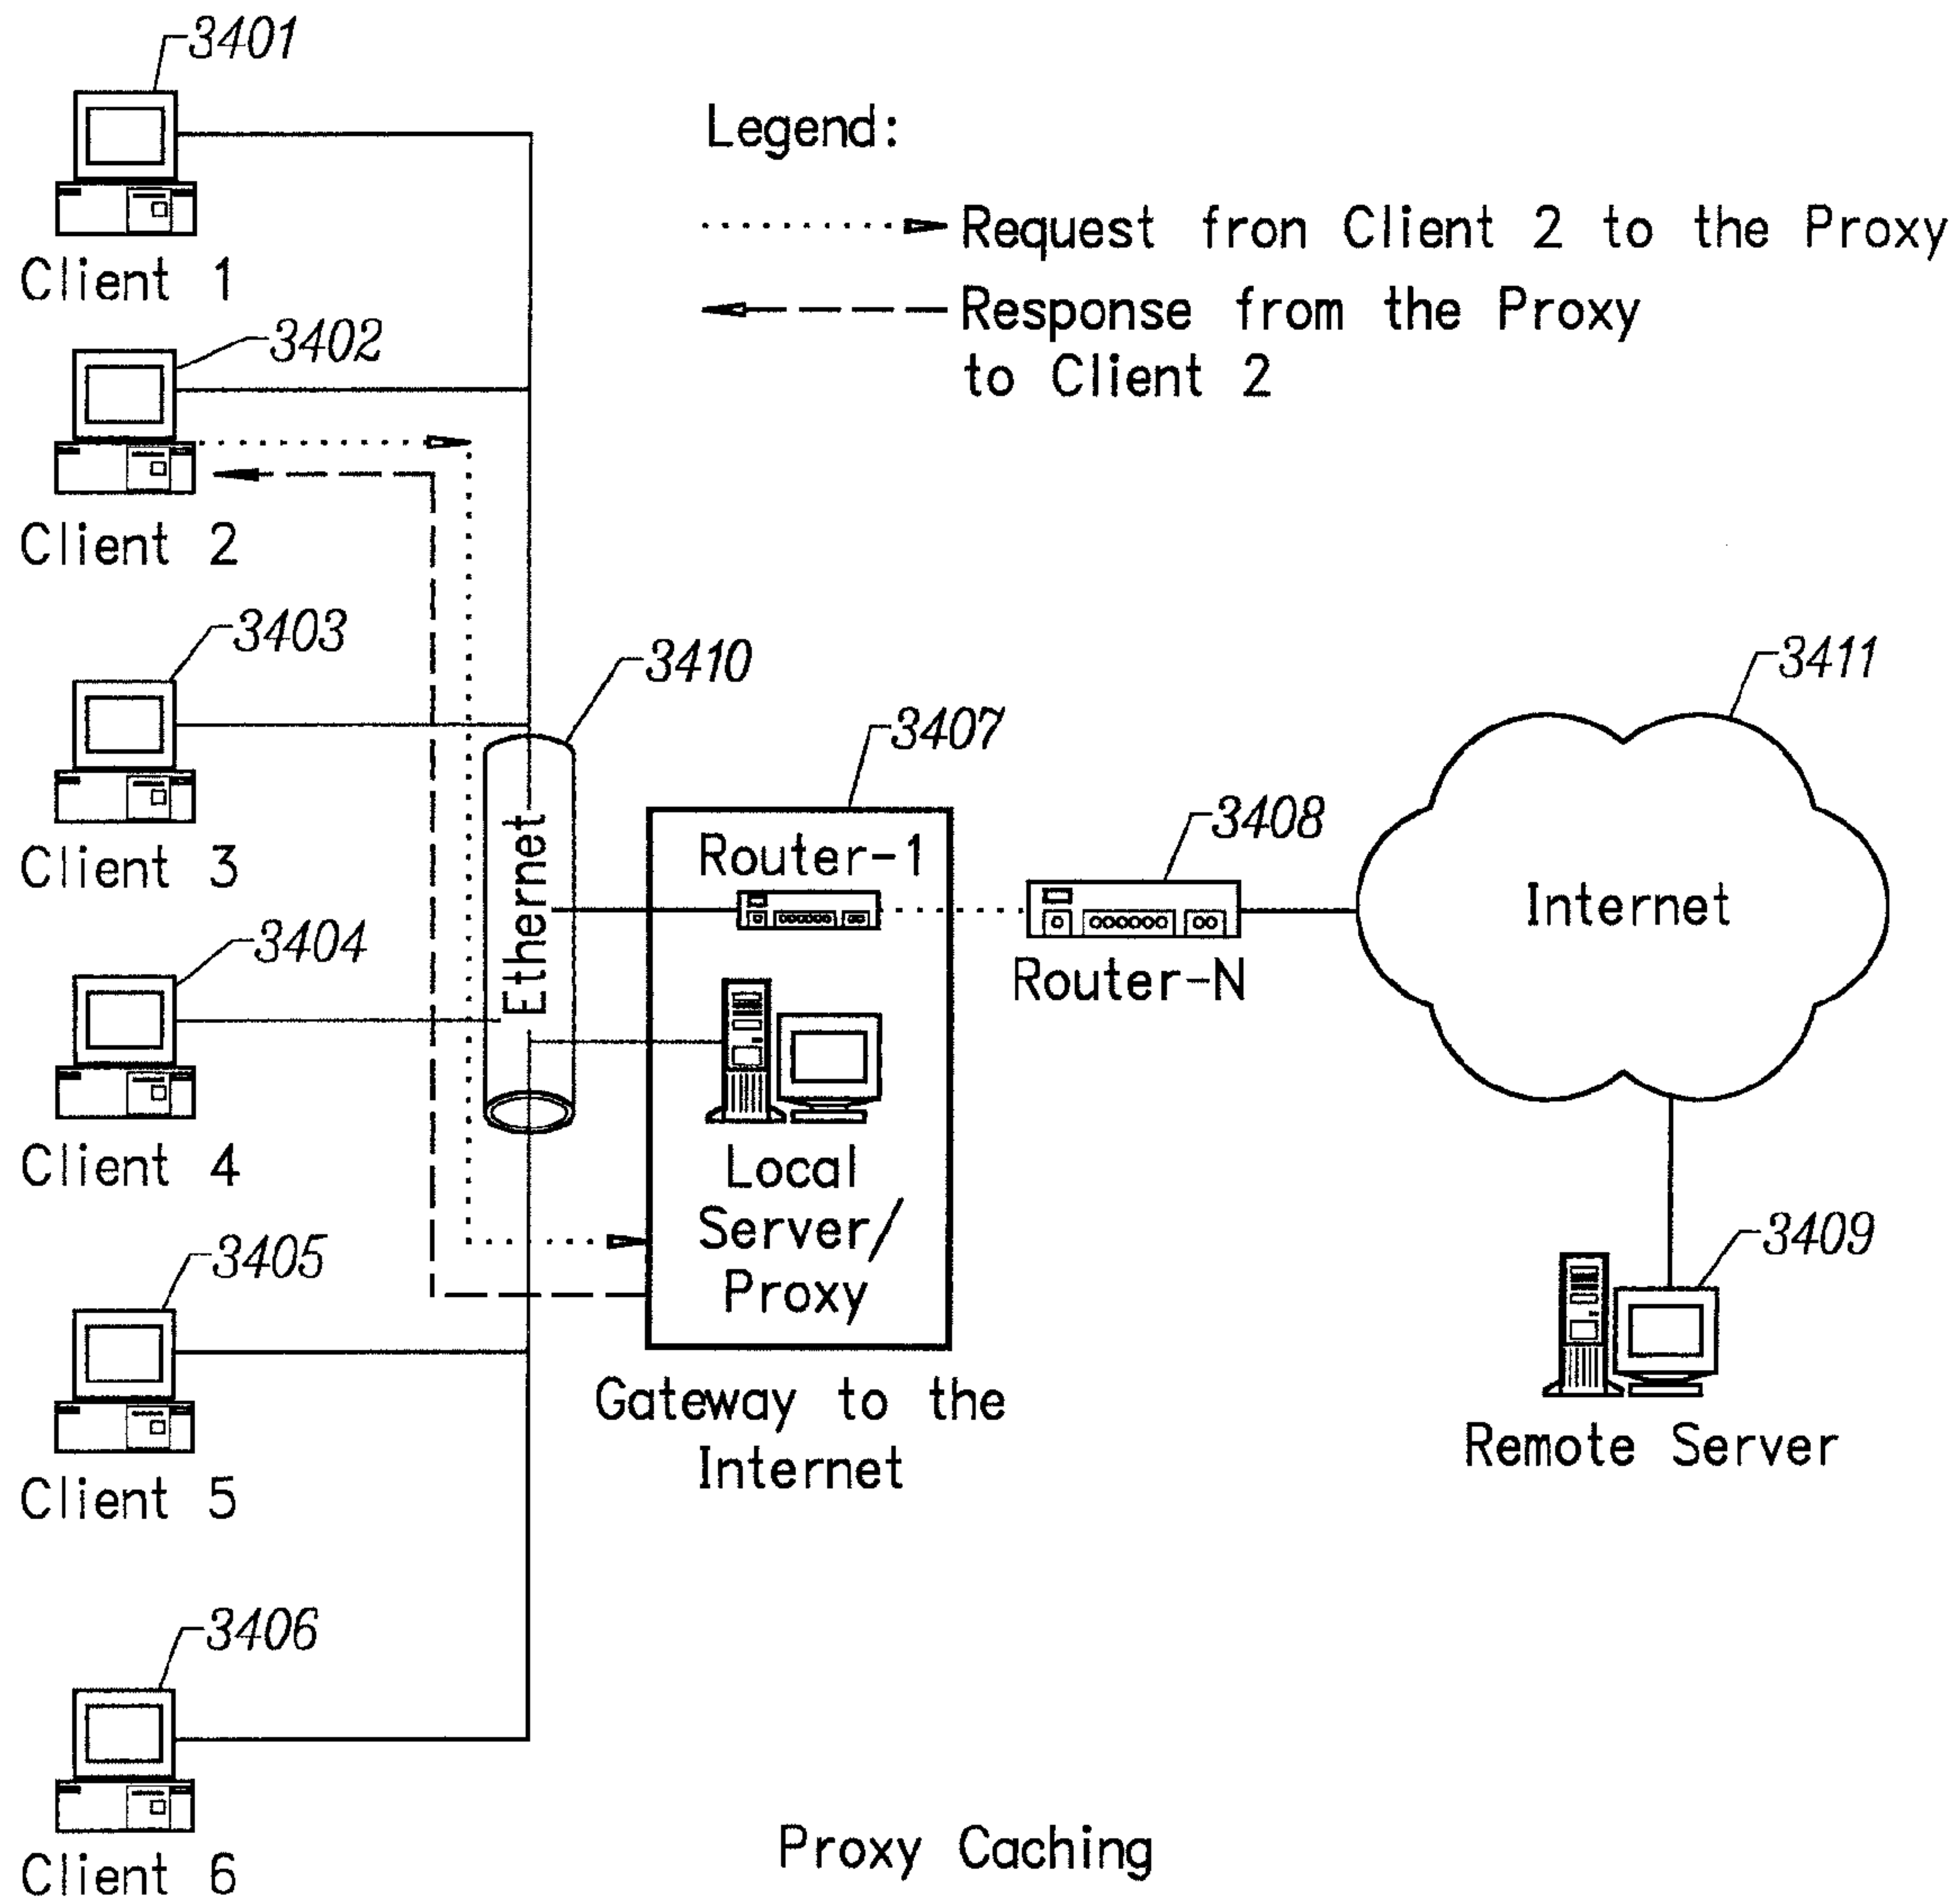 3401
Client 1
Legend:
Request fron Client 2 to the Proxy
Response from the Proxy
to Client 2
3402
Client 2
3403
Client 3
3410
Ethernet
3404
Client 4
3407
Router-1
Local
Server/
Proxy
Gateway to the
Internet
3408
Router-N
3411
Internet
3409
Remote Server
3405
Client 5
3406
Client 6
Proxy Caching